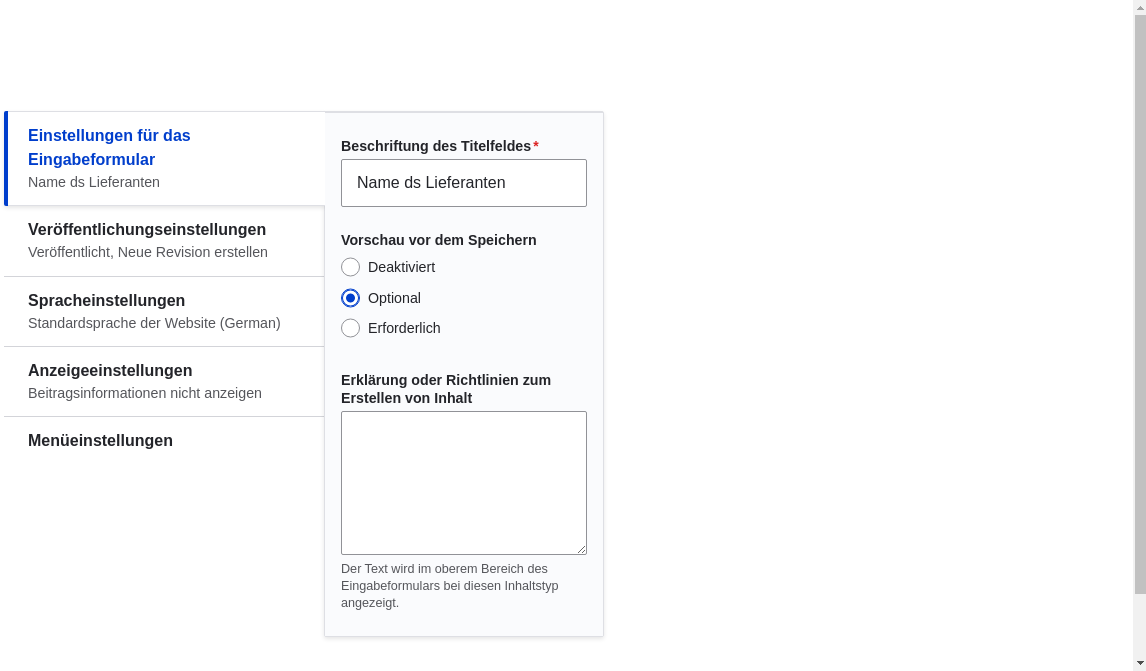 Einstellungen für das
Eingabeformular
Name ds Lieferanten
Veröffentlichungseinstellungen
Veröffentlicht, Neue Revision erstellen
Spracheinstellungen
Standardsprache der Website (German)
Anzeigeeinstellungen
Beitragsinformationen nicht anzeigen
Menüeinstellungen
Beschriftung des Titelfeldes*
Name ds Lieferanten
Vorschau vor dem Speichern
Deaktiviert
Optional
Erforderlich
Erklärung oder Richtlinien zum
Erstellen von Inhalt
Der Text wird im oberem Bereich des
Eingabeformulars bei diesen Inhaltstyp
angezeigt.